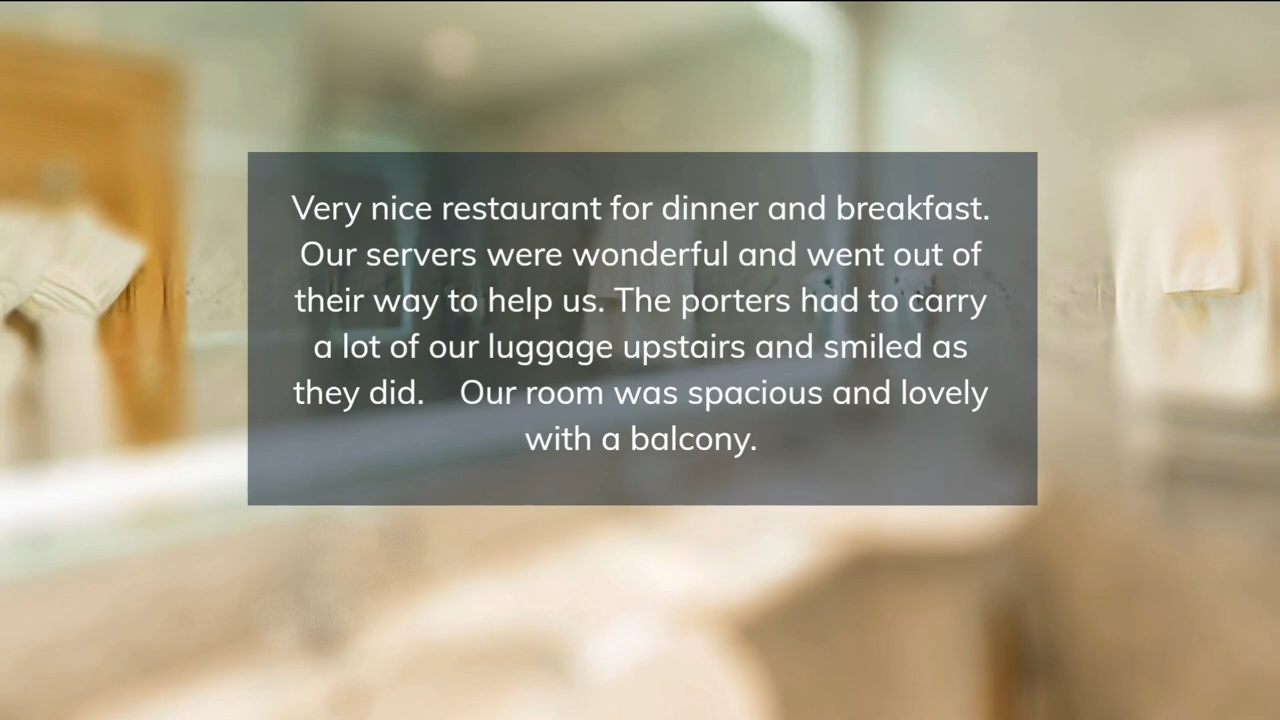 Very nice restaurant for dinner and breakfast.
Our servers were wonderful and went out of
their way to help us. The porters had to carry
a lot of our luggage upstairs and smiled as
they did.    Our room was spacious and lovely
with a balcony.